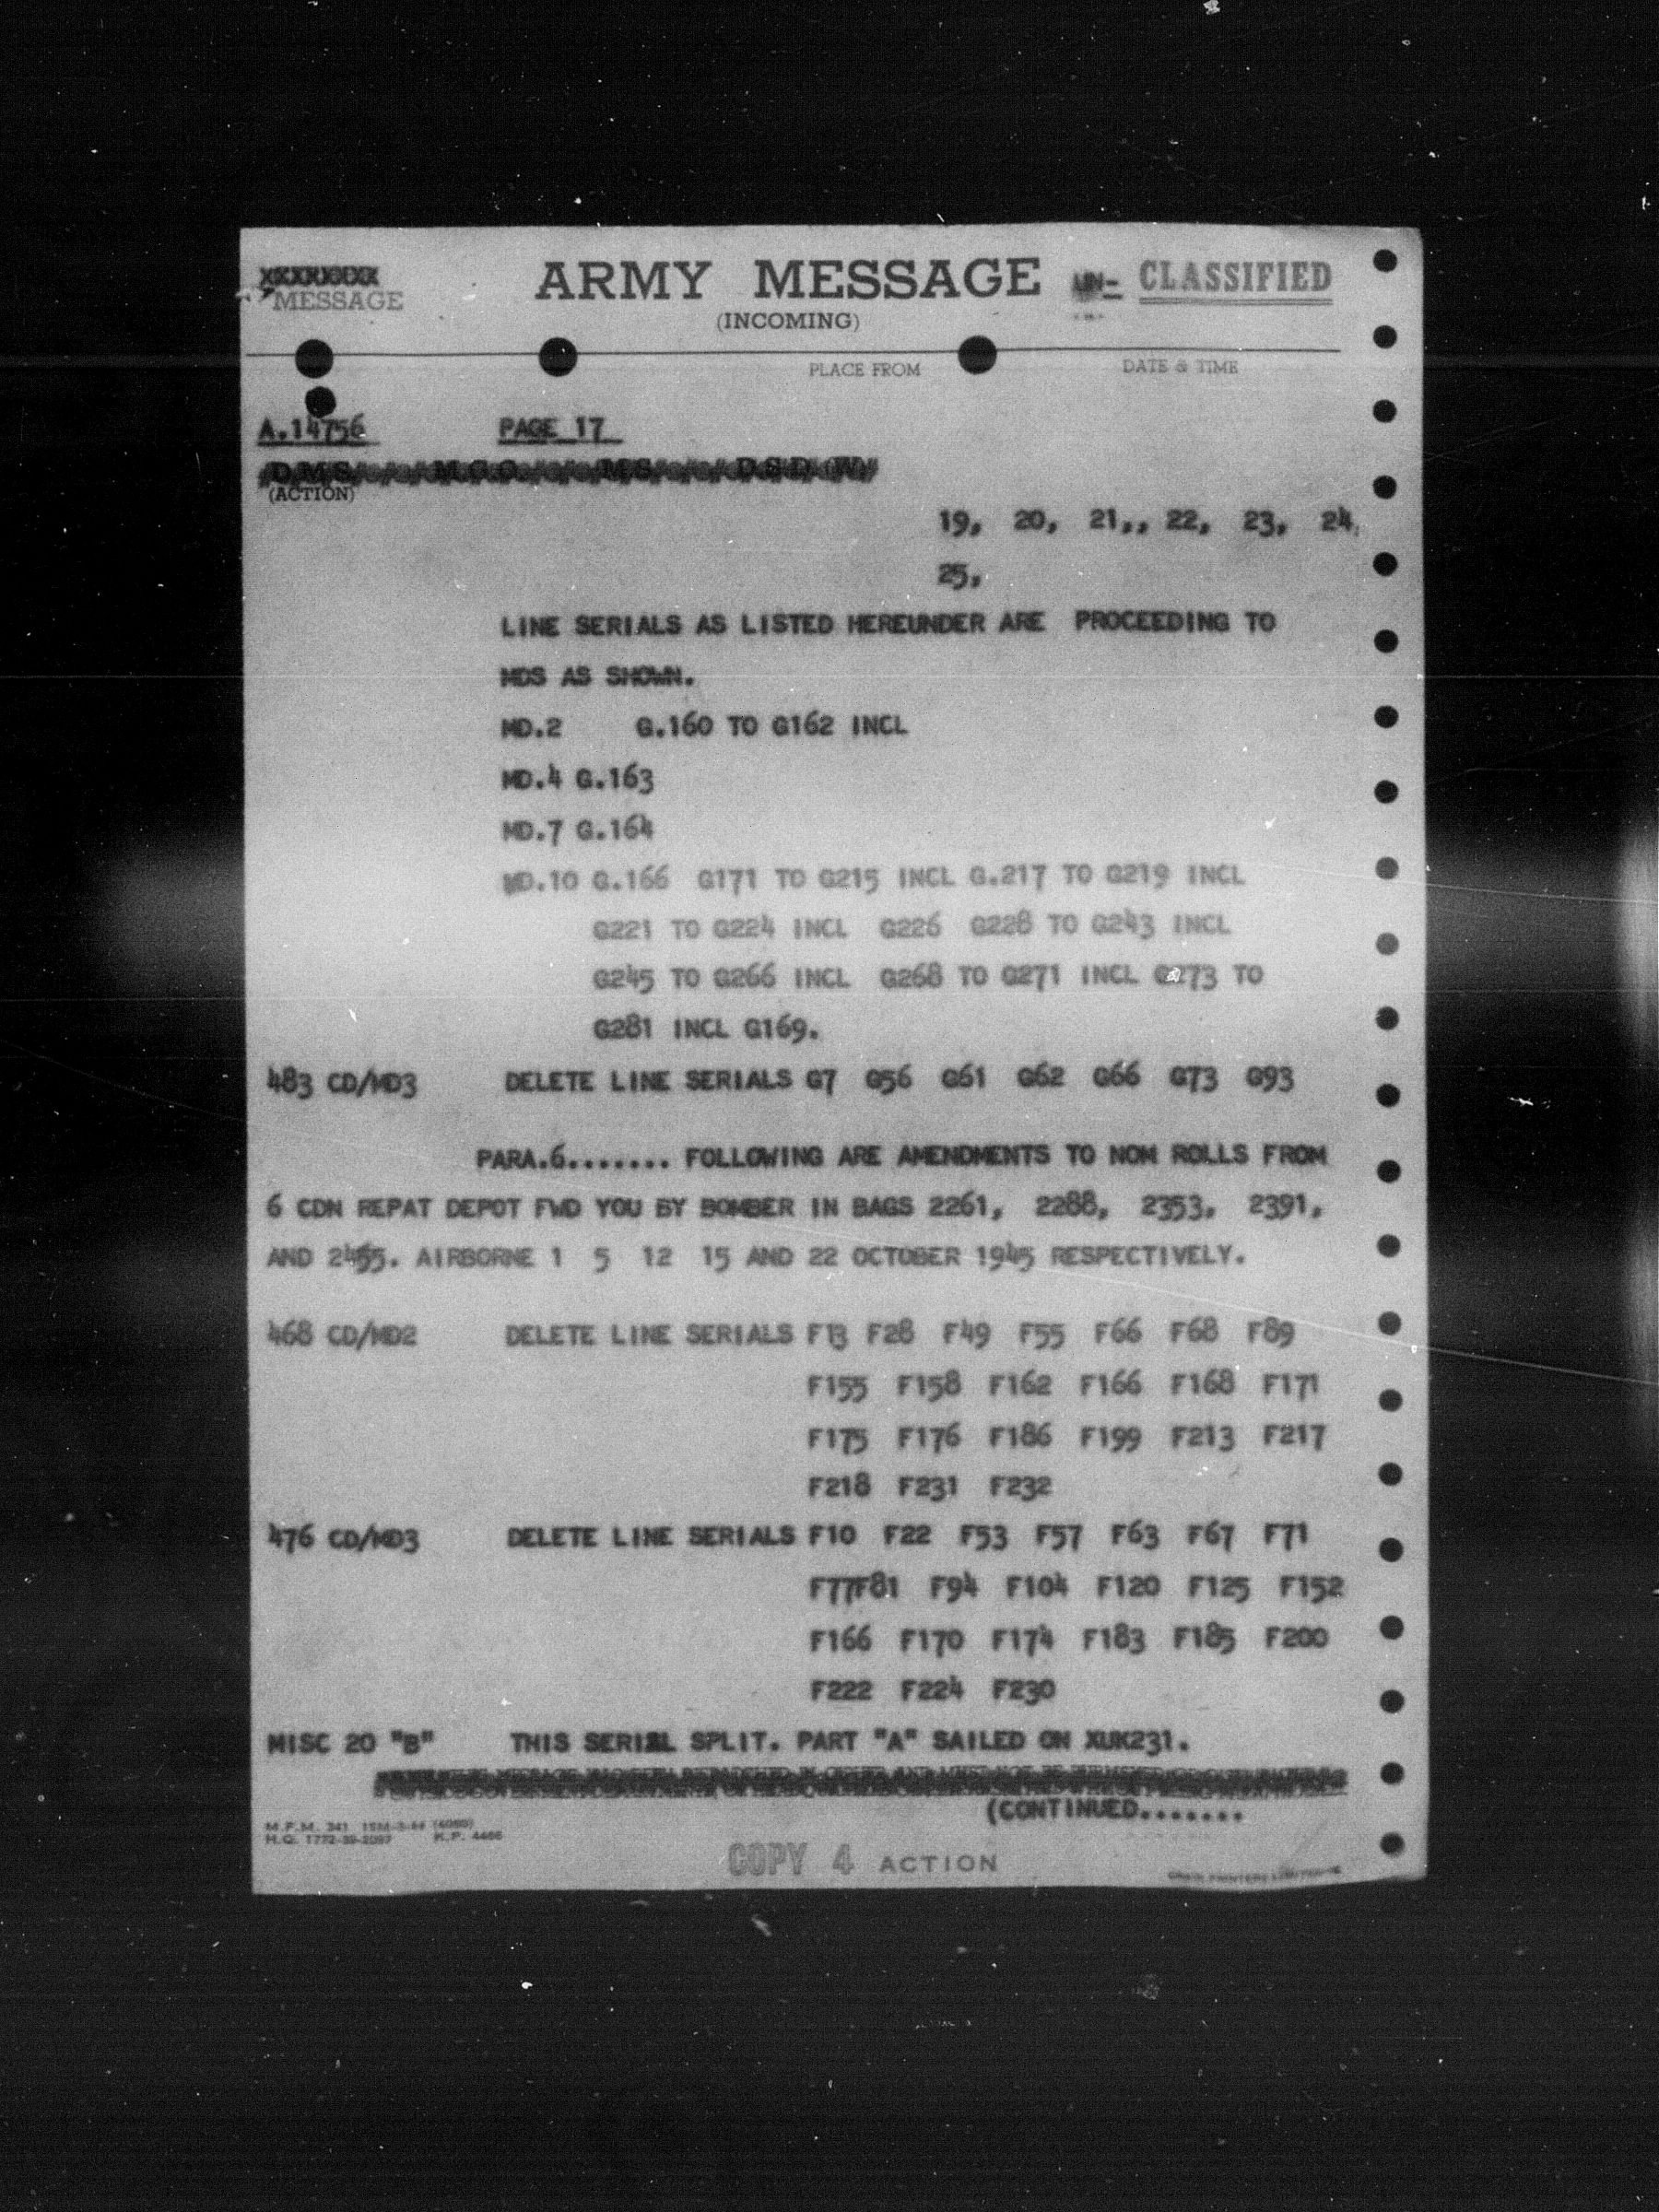 MESSAGE
ARMY MESSAGE UN- CLASSIFIED
(INCOMING)
PLACE FROM DATE & TIME
A.14756 PAGE 17
D M S M G O M S D S D (W)
(ACTION)
19, 20, 21,, 22, 23, 24,
25,
LINE SERIALS AS LISTED HEREUNDER ARE PROCEEDING TO
MDS AS SHOWN.
MD.2 G.160 TO G162 INCL
MD.4 G.163
MD.7 G.164
MD.10 G.166 G171 TO G215 INCL G.217 TO G219 INCL
G221 TO G224 INCL G226 G228 TO G243 INCL
G245 TO G266 INCL G268 TO G271 INCL G273 TO
G281 INCL G169.
483 CD/MD3 DELETE LINE SERIALS G7 G56 G61 G62 G66 G73 G93
PARA.6....... FOLLOWING ARE AMENDMENTS TO NOM ROLLS FROM
6 CDN REPAT DEPOT FWD YOU BY BOMBER IN BAGS 2261, 2288, 2353, 2391,
AND 2455. AIRBORNE 1 5 12 15 AND 22 OCTOBER 1945 RESPECTIVELY.
468 CD/MD2 DELETE LINE SERIALS F13 F28 F49 F55 F66 F68 F89
F155 F158 F162 F166 F168 F171
F175 F176 F186 F199 F213 F217
F218 F231 F232
476 CD/MD3 DELETE LINE SERIALS F10 F22 F53 F57 F63 F67 F71
F77F81 F94 F104 F120 F125 F152
F166 F170 F174 F183 F185 F200
F222 F224 F230
MISC 20 "B" THIS SERIAL SPLIT. PART "A" SAILED ON XUK231.
(CONTINUED.......
M.F.M. 341
H.Q. 1772-39-2087 K.P. 4466
COPY 4 ACTION